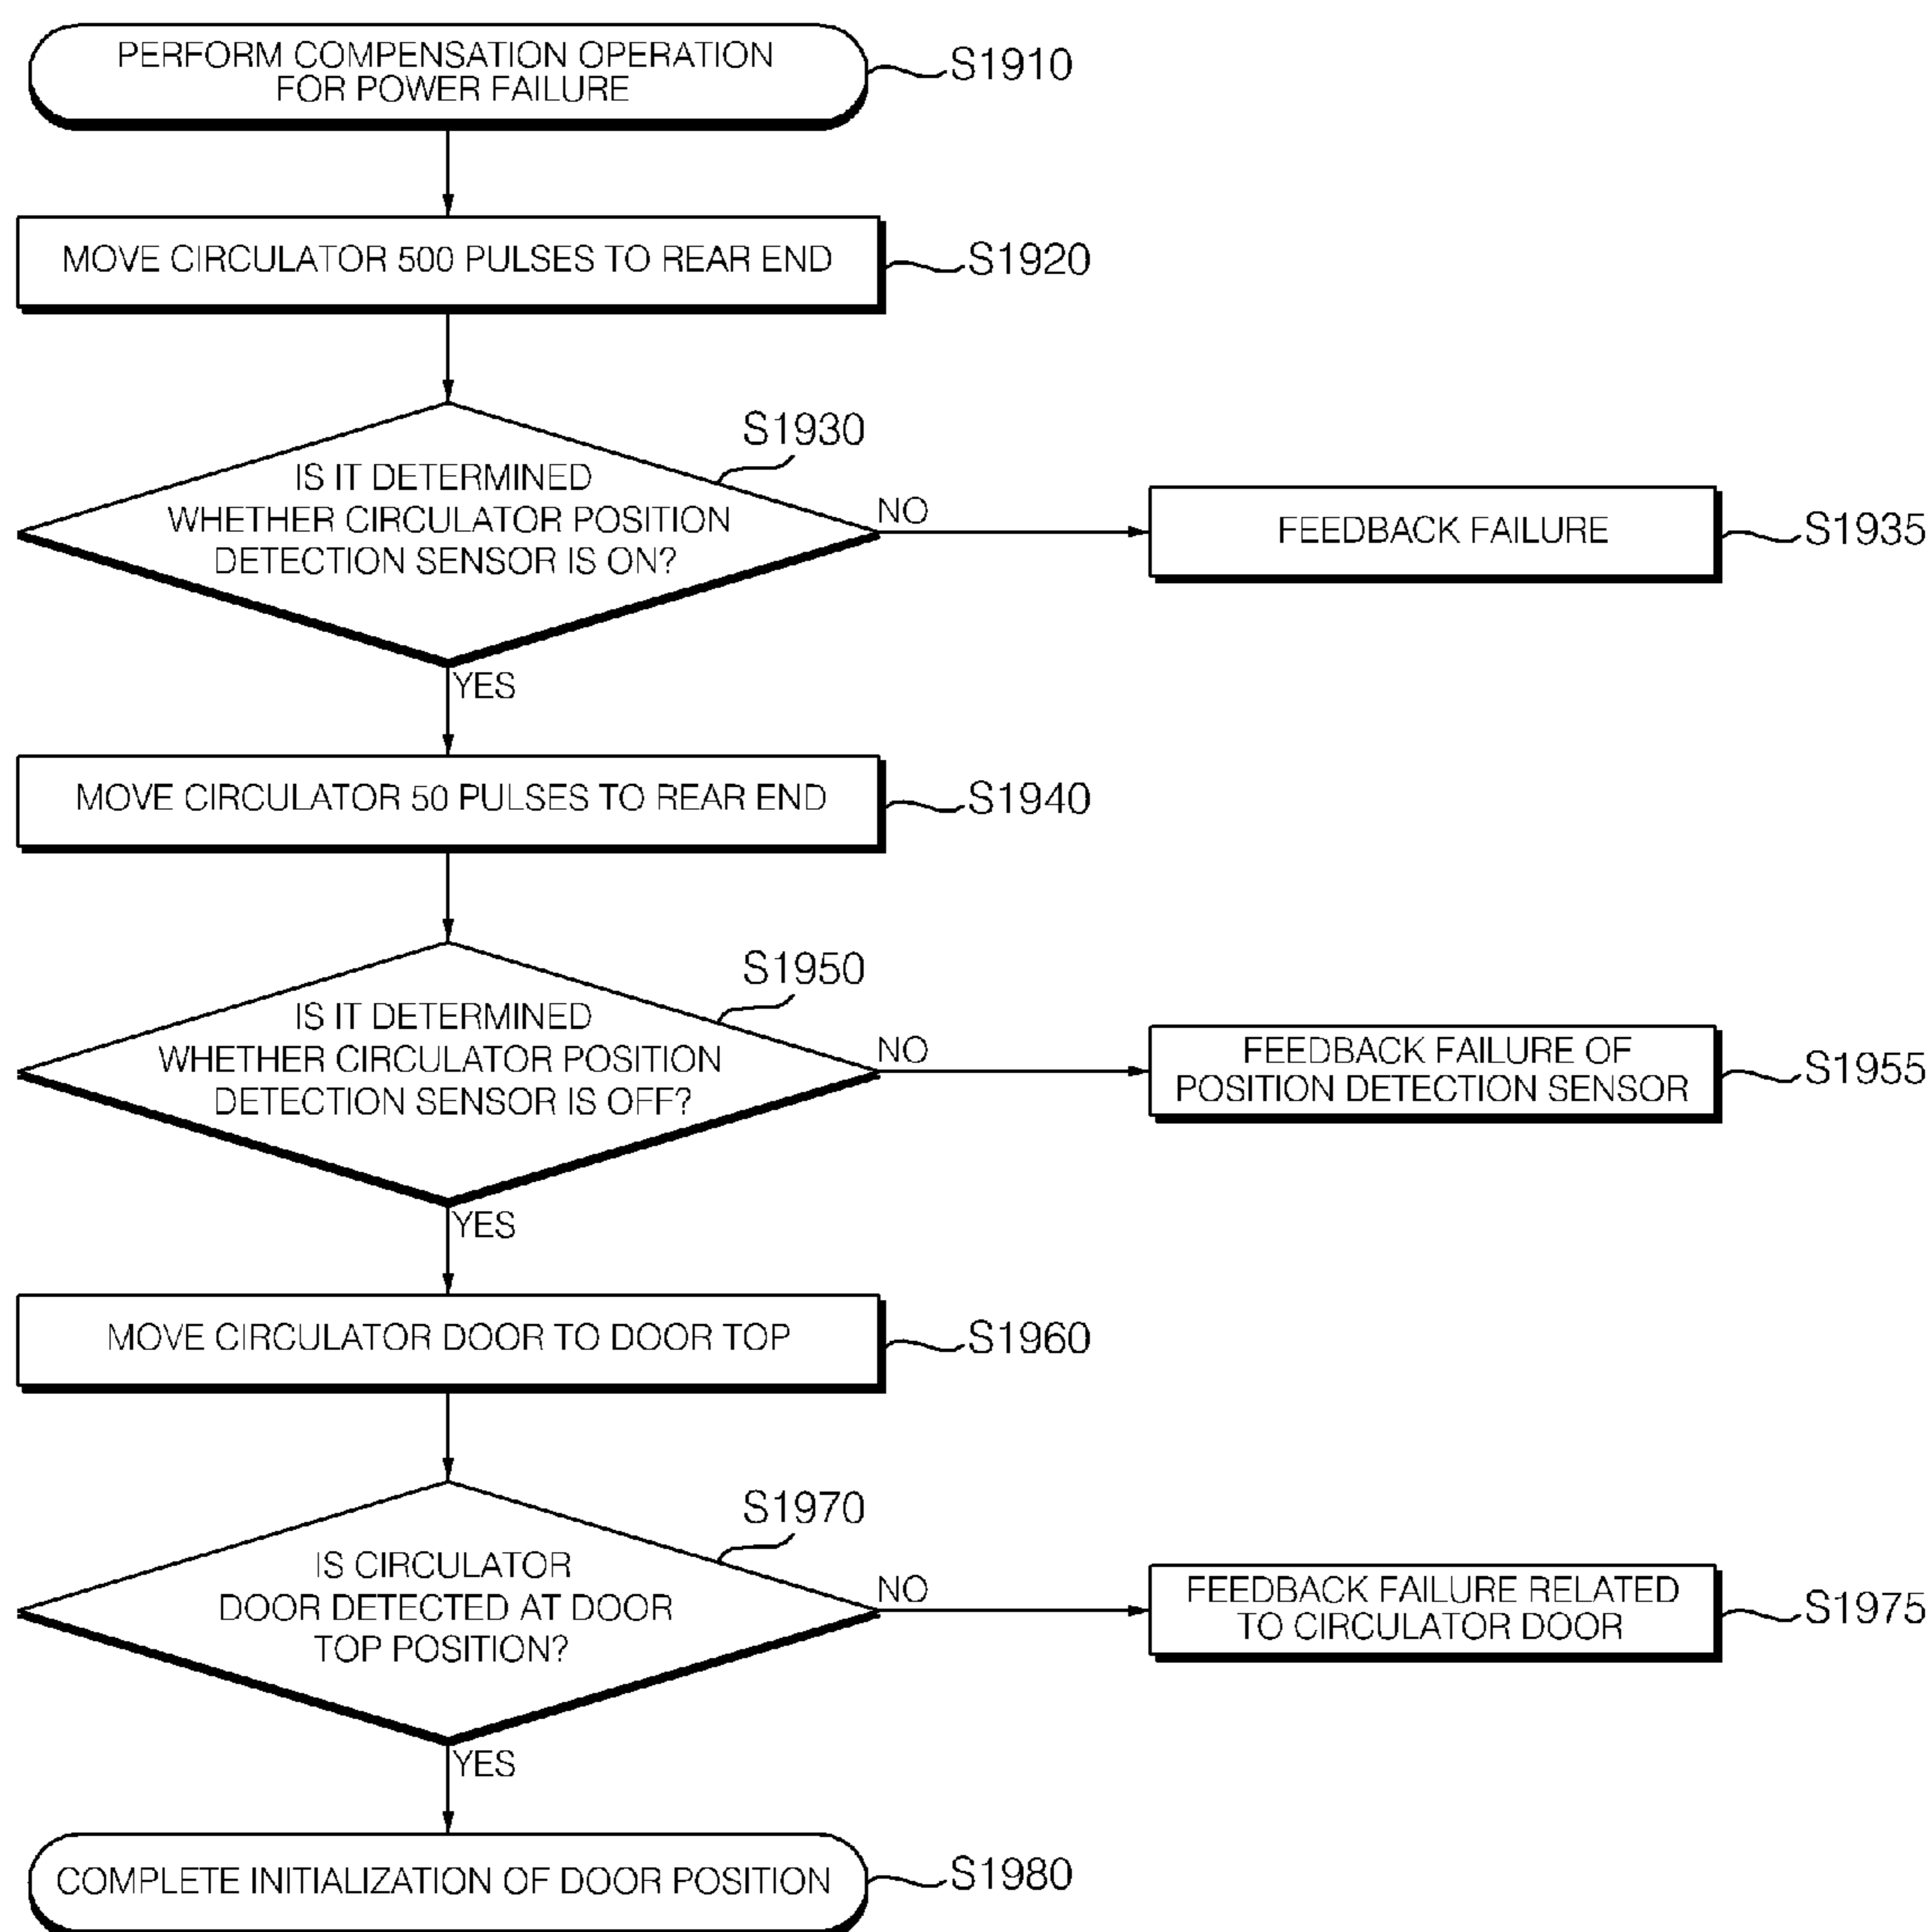 PERFORM COMPENSATION OPERATION
FOR POWER FAILURE
S1910
MOVE CIRCULATOR 500 PULSES TO REAR END
S1920
S1930
IS IT DETERMINED
WHETHER CIRCULATOR POSITION
DETECTION SENSOR IS ON?
NO
FEEDBACK FAILURE
S1935
YES
MOVE CIRCULATOR 50 PULSES TO REAR END
S1940
S1950
IS IT DETERMINED
WHETHER CIRCULATOR POSITION
DETECTION SENSOR IS OFF?
NO
FEEDBACK FAILURE OF
POSITION DETECTION SENSOR
S1955
YES
MOVE CIRCULATOR DOOR TO DOOR TOP
S1960
S1970
IS CIRCULATOR
DOOR DETECTED AT DOOR
TOP POSITION?
NO
FEEDBACK FAILURE RELATED
TO CIRCULATOR DOOR
S1975
YES
COMPLETE INITIALIZATION OF DOOR POSITION
S1980